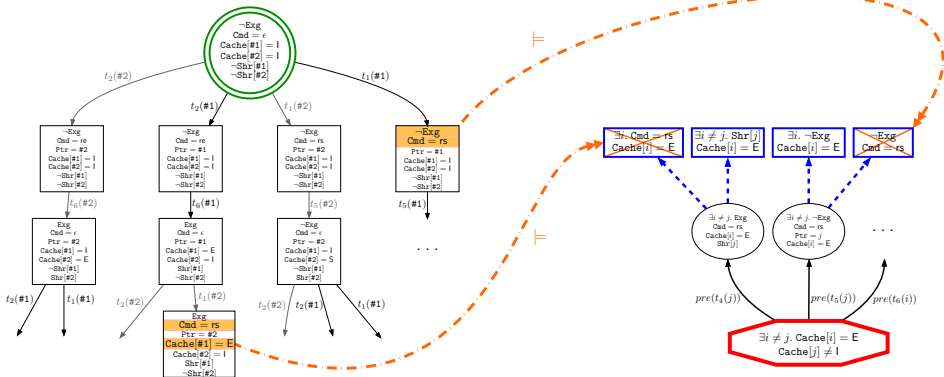 ¬Exg
Cmd = ϵ
Cache[#1] = I
Cache[#2] = I
¬Shr[#1]
¬Shr[#2]
t₂(#2)
t₂(#1)
t₁(#2)
t₁(#1)
¬Exg
Cmd = re
Ptr = #2
Cache[#1] = I
Cache[#2] = I
¬Shr[#1]
¬Shr[#2]
¬Exg
Cmd = re
Ptr = #1
Cache[#1] = I
Cache[#2] = I
¬Shr[#1]
¬Shr[#2]
¬Exg
Cmd = rs
Ptr = #2
Cache[#1] = I
Cache[#2] = I
¬Shr[#1]
¬Shr[#2]
¬Exg
Cmd = rs
Ptr = #1
Cache[#1] = I
Cache[#2] = I
¬Shr[#1]
¬Shr[#2]
t₆(#2)
t₆(#1)
t₅(#2)
t₅(#1)
Exg
Cmd = ϵ
Ptr = #2
Cache[#1] = I
Cache[#2] = E
¬Shr[#1]
Shr[#2]
Exg
Cmd = ϵ
Ptr = #1
Cache[#1] = E
Cache[#2] = I
Shr[#1]
¬Shr[#2]
¬Exg
Cmd = ϵ
Ptr = #2
Cache[#1] = I
Cache[#2] = S
¬Shr[#1]
Shr[#2]
. . .
t₂(#1)
t₁(#1)
t₂(#2)
t₁(#2)
t₂(#2)
t₂(#1)
t₁(#1)
Exg
Cmd = rs
Ptr = #2
Cache[#1] = E
Cache[#2] = I
Shr[#1]
¬Shr[#2]
⊨
⊨
∃i. Cmd = rs
Cache[i] = E
∃i ≠ j. Shr[j]
Cache[i] = E
∃i. ¬Exg
Cache[i] = E
¬Exg
Cmd = rs
∃i ≠ j. Exg
Cmd = rs
Cache[i] = E
Shr[j]
∃i ≠ j. ¬Exg
Cmd = rs
Ptr = j
Cache[i] = E
. . .
pre(t₄(j))
pre(t₅(j))
pre(t₆(i))
∃i ≠ j. Cache[i] = E
Cache[j] ≠ I